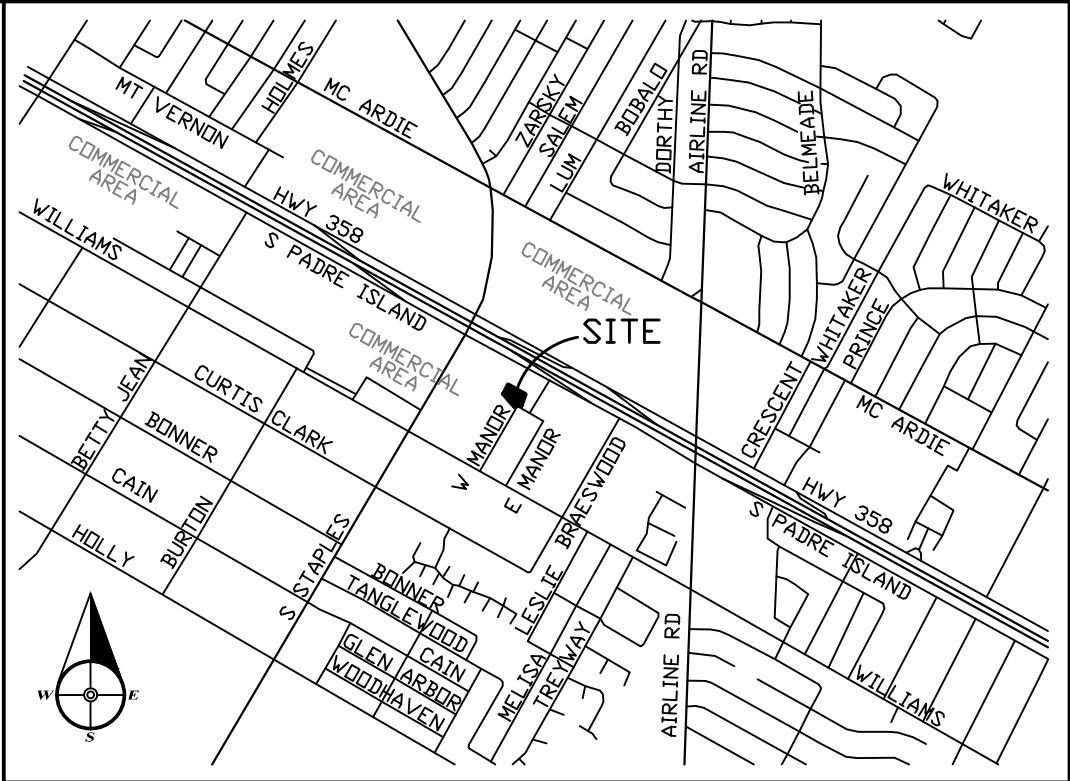 HOLMES
MC ARDIE
MT VERNON
ZARSKY
SALEM
LUM
BOBALO
DORTHY
AIRLINE RD
BELMEADE
COMMERCIAL
AREA
COMMERCIAL
AREA
WHITAKER
WILLIAMS
HWY 358
S PADRE ISLAND
COMMERCIAL
AREA
WHITAKER
PRINCE
SITE
COMMERCIAL
AREA
BETTY JEAN
CURTIS CLARK
CRESCENT
MC ARDIE
BONNER
W MANOR
E MANOR
LESLIE BRAESWOOD
CAIN
BURTON
HWY 358
S PADRE ISLAND
HOLLY
S STAPLES
BONNER
TANGLEWOOD
CAIN
GLEN ARBOR
WOODHAVEN
MELISA
TREYWAY
AIRLINE RD
WILLIAMS
W E
S